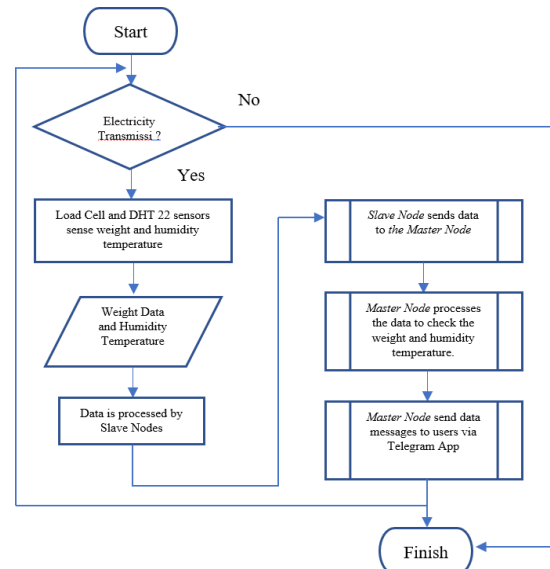 Start
Electricity
Transmissi ?
No
Yes
Load Cell and DHT 22 sensors
sense weight and humidity
temperature
Weight Data
and Humidity
Temperature
Data is processed by
Slave Nodes
Slave Node sends data
to the Master Node
Master Node processes
the data to check the
weight and humidity
temperature.
Master Node send data
messages to users via
Telegram App
Finish